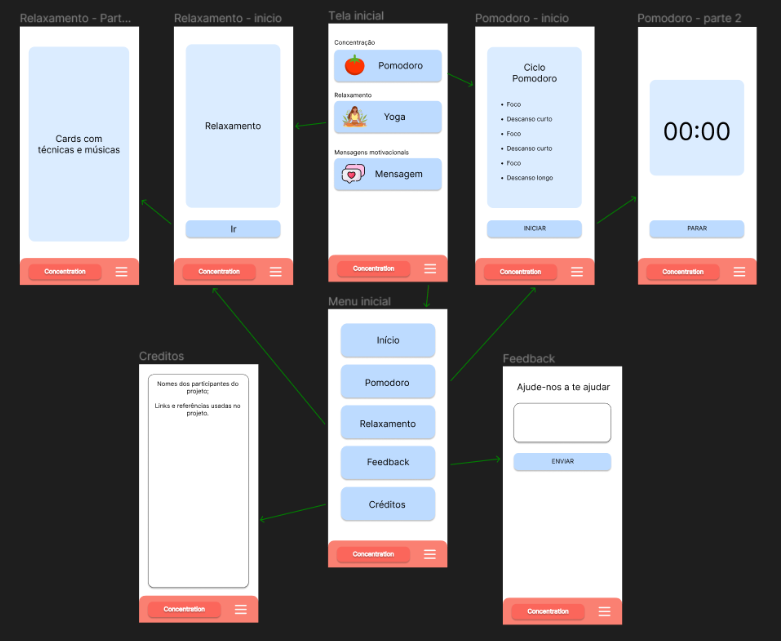 Relaxamento - Part...
Cards com
técnicas e músicas
Concentration
Relaxamento - inicio
Relaxamento
Ir
Concentration
Tela inicial
Concentração
Pomodoro
Relaxamento
Yoga
Mensagens motivacionais
Mensagem
Concentration
Pomodoro - inicio
Ciclo
Pomodoro
• Foco
• Descanso curto
• Foco
• Descanso curto
• Foco
• Descanso longo
INICIAR
Concentration
Pomodoro - parte 2
00:00
PARAR
Concentration
Creditos
Nomes dos participantes do
projeto;
Links e referências usadas no
projeto.
Concentration
Menu inicial
Início
Pomodoro
Relaxamento
Feedback
Créditos
Concentration
Feedback
Ajude-nos a te ajudar
ENVIAR
Concentration